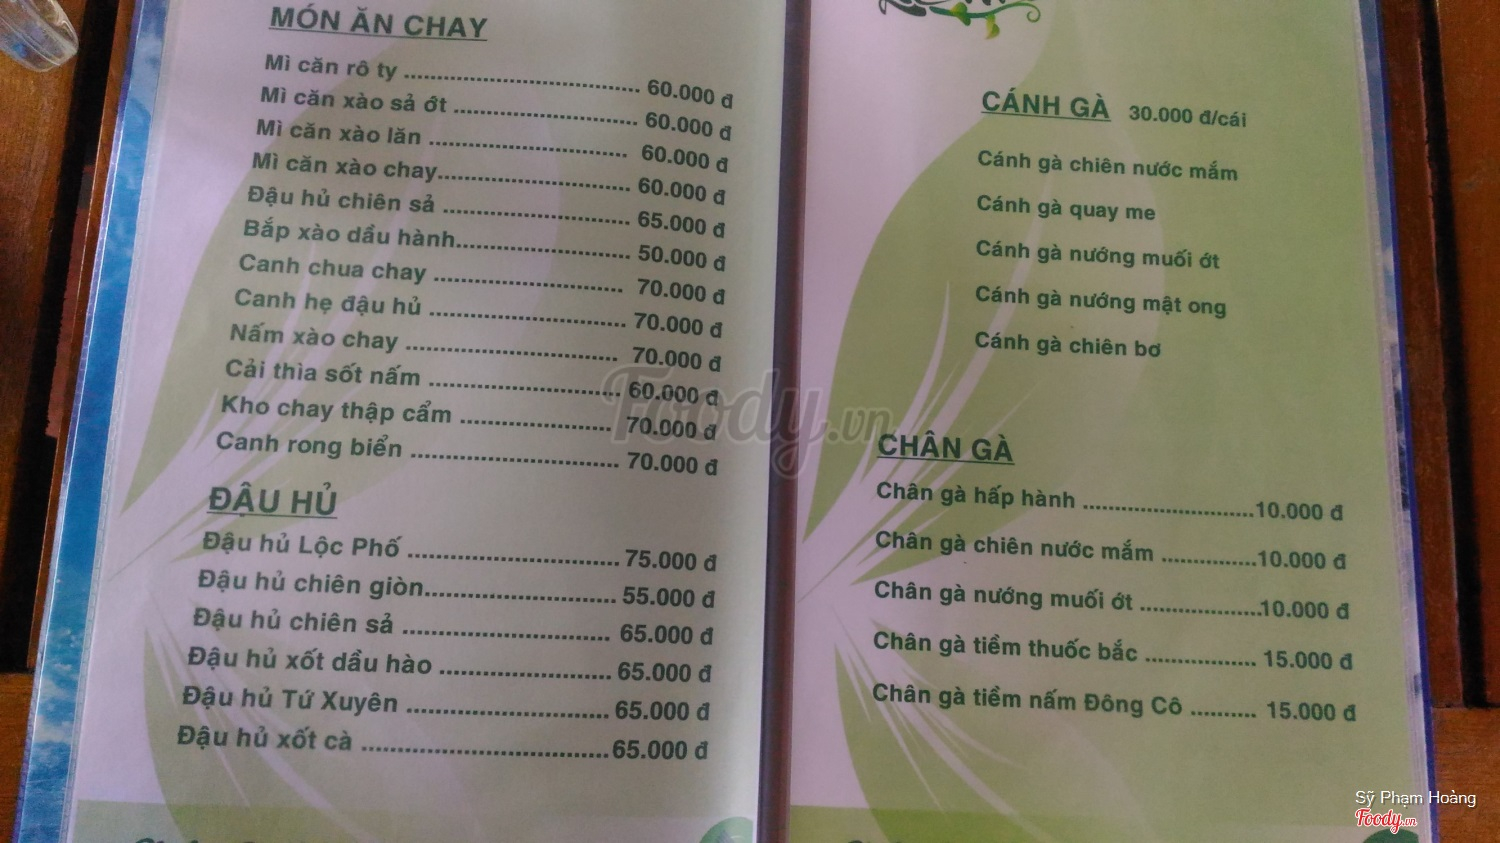 MÓN ĂN CHAY
Mì căn rô ty ........ 60.000 đ
Mì căn xào sả ớt ........ 60.000 đ
Mì căn xào lăn ........ 60.000 đ
Mì căn xào chay ........ 60.000 đ
Đậu hủ chiên sả ........ 65.000 đ
Bắp xào dầu hành ........ 50.000 đ
Canh chua chay ........ 70.000 đ
Canh hẹ đậu hủ ........ 70.000 đ
Nấm xào chay ........ 70.000 đ
Cải thìa sốt nấm ........ 60.000 đ
Kho chay thập cẩm ........ 70.000 đ
Canh rong biển ........ 70.000 đ
ĐẬU HỦ
Đậu hủ Lộc Phố ........ 75.000 đ
Đậu hủ chiên giòn ........ 55.000 đ
Đậu hủ chiên sả ........ 65.000 đ
Đậu hủ xốt dầu hào ........ 65.000 đ
Đậu hủ Tứ Xuyên ........ 65.000 đ
Đậu hủ xốt cà ........ 65.000 đ
CÁNH GÀ 30.000 đ/cái
Cánh gà chiên nước mắm
Cánh gà quay me
Cánh gà nướng muối ớt
Cánh gà nướng mật ong
Cánh gà chiên bơ
CHÂN GÀ
Chân gà hấp hành ........ 10.000 đ
Chân gà chiên nước mắm ........ 10.000 đ
Chân gà nướng muối ớt ........ 10.000 đ
Chân gà tiềm thuốc bắc ........ 15.000 đ
Chân gà tiềm nấm Đông Cô ........ 15.000 đ
Foody.vn
Sỹ Phạm Hoàng
Foody.vn